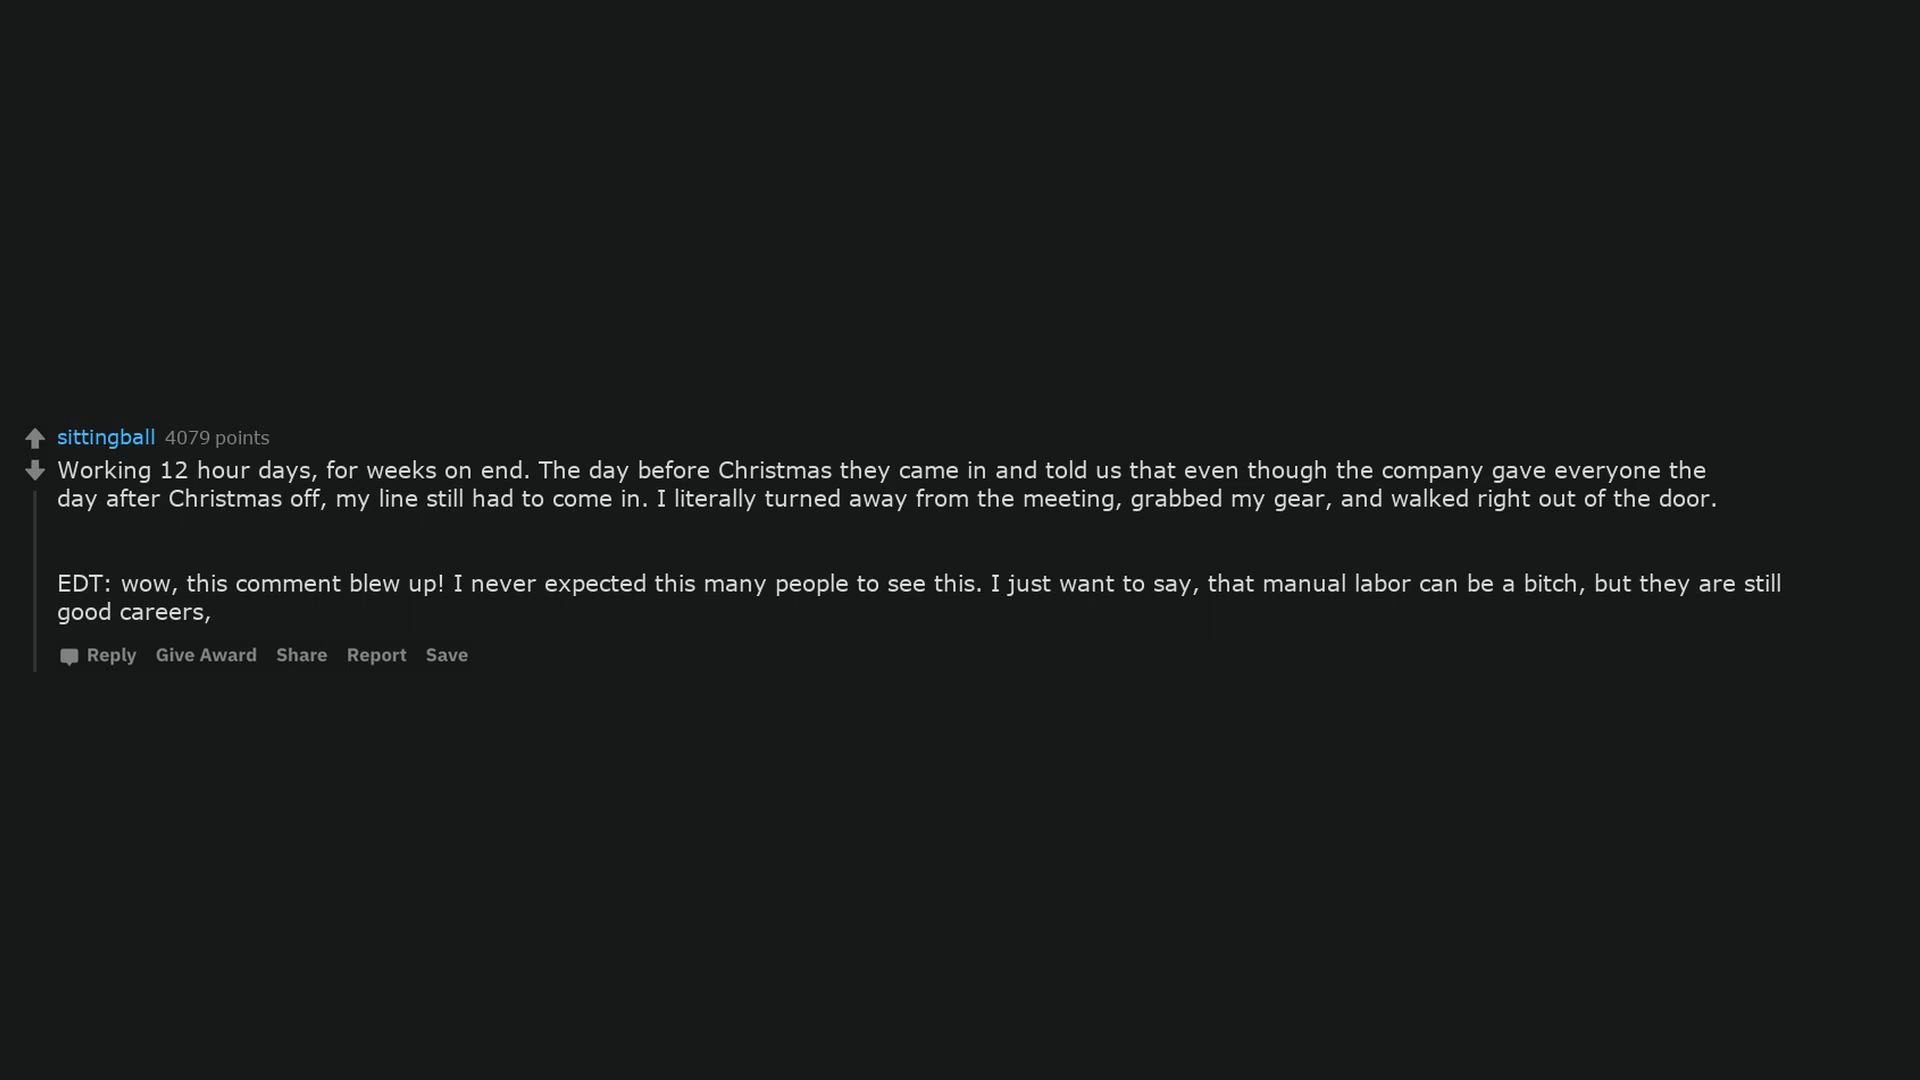 sittingball 4079 points
Working 12 hour days, for weeks on end. The day before Christmas they came in and told us that even though the company gave everyone the
day after Christmas off, my line still had to come in. I literally turned away from the meeting, grabbed my gear, and walked right out of the door.
EDT: wow, this comment blew up! I never expected this many people to see this. I just want to say, that manual labor can be a bitch, but they are still
good careers,
Reply Give Award Share Report Save